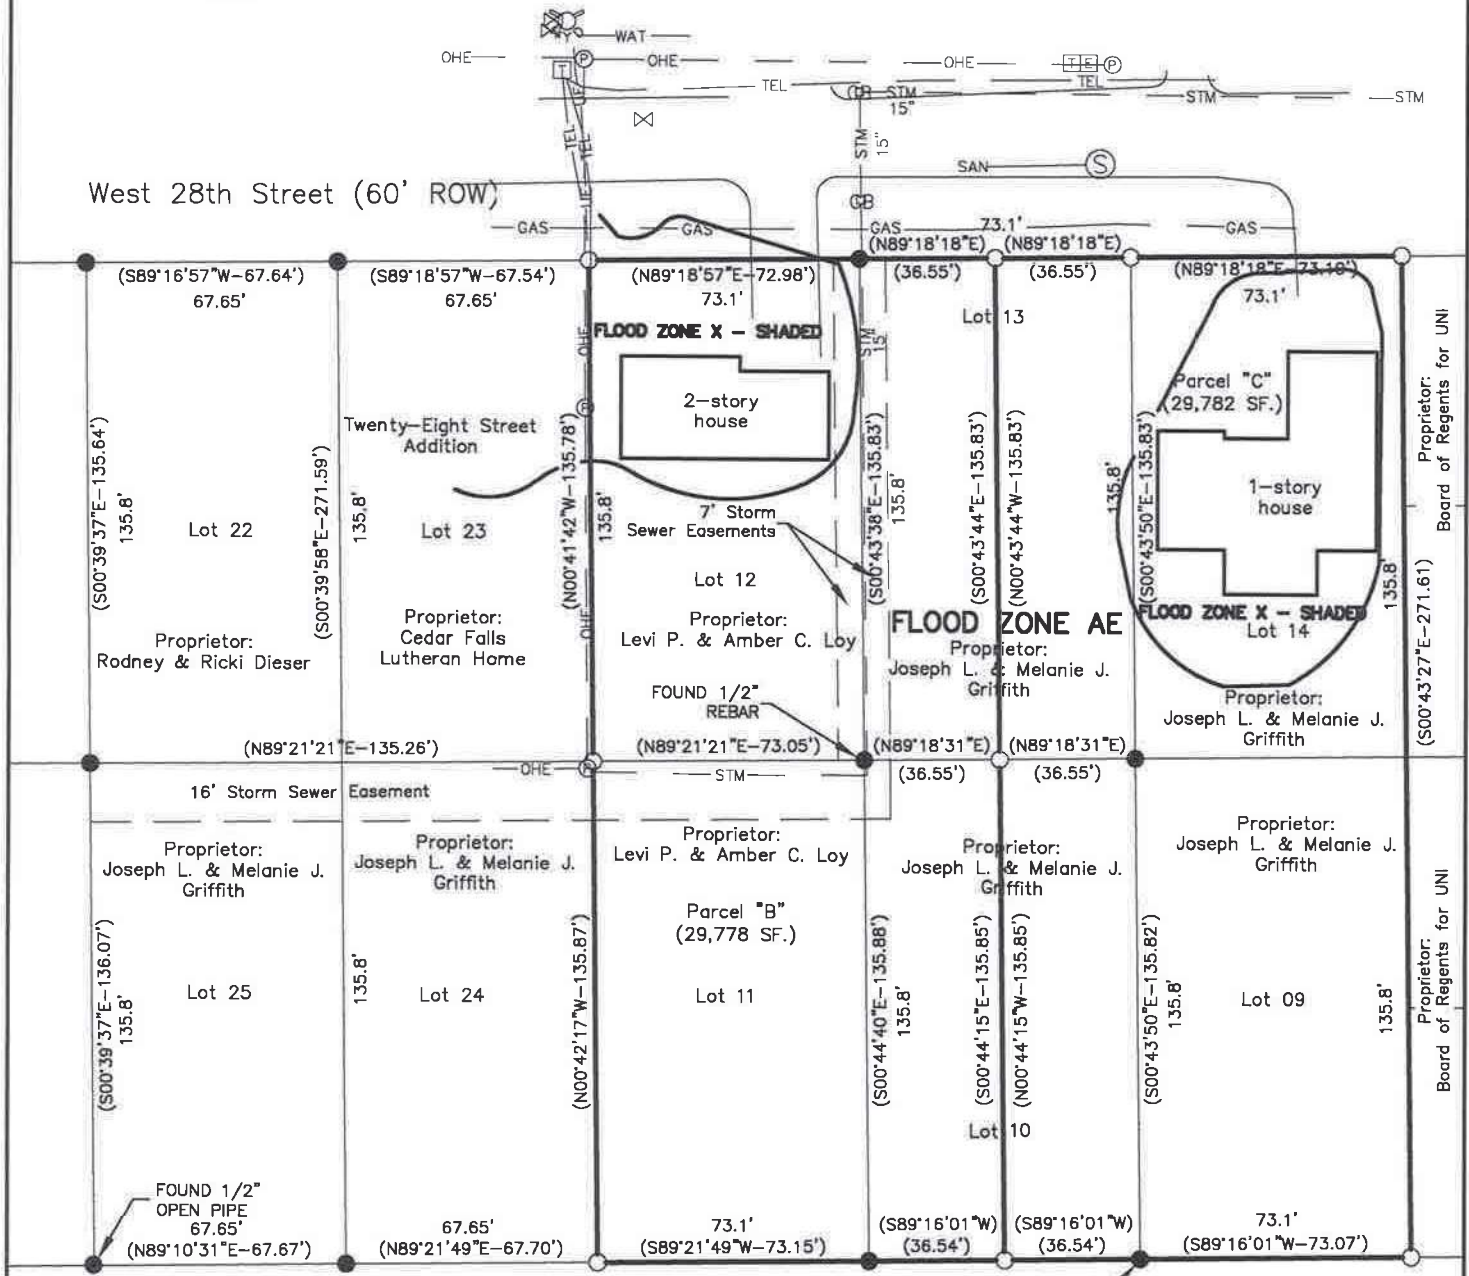 WAT
OHE
OHE
OHE
T
P
T E P
TEL
TEL
STM
STM
STM
15"
CB
UE
TEL
TEL
UE
STM
15"
SAN
S
West 28th Street (60' ROW)
CB
GAS
GAS
GAS
GAS
73.1'
(N89°18'18"E)
(N89°18'18"E)
(S89°16'57"W-67.64')
67.65'
(S89°18'57"W-67.54')
67.65'
(N89°18'57"E-72.98')
73.1'
(36.55')
(36.55')
(N89°18'18"E-73.10')
73.1'
Lot 13
FLOOD ZONE X - SHADED
OHE
STM
15"
2-story
house
Parcel "C"
(29,782 SF.)
1-story
house
Proprietor:
Board of Regents for UNI
Twenty-Eight Street
Addition
P
(S00°39'37"E-135.64')
135.8'
Lot 22
(S00°39'58"E-271.59')
135.8'
Lot 23
(N00°41'42"W-135.78')
135.8'
7' Storm
Sewer Easements
Lot 12
(S00°43'38"E-135.83')
135.8'
(S00°43'44"E-135.83')
(N00°43'44"W-135.83')
135.8'
(S00°43'50"E-135.83')
135.8'
(S00°43'27"E-271.61)
Proprietor:
Rodney & Ricki Dieser
Proprietor:
Cedar Falls
Lutheran Home
OHE
Proprietor:
Levi P. & Amber C. Loy
FLOOD ZONE AE
Proprietor:
Joseph L. & Melanie J.
Griffith
FLOOD ZONE X - SHADED
Lot 14
Proprietor:
Joseph L. & Melanie J.
Griffith
FOUND 1/2"
REBAR
(N89°21'21"E-135.26')
(N89°21'21"E-73.05')
(N89°18'31"E)
(N89°18'31"E)
(36.55')
(36.55')
OHE
P
STM
16' Storm Sewer Easement
Proprietor:
Joseph L. & Melanie J.
Griffith
Proprietor:
Joseph L. & Melanie J.
Griffith
Proprietor:
Levi P. & Amber C. Loy
Proprietor:
Joseph L. & Melanie J.
Griffith
Proprietor:
Joseph L. & Melanie J.
Griffith
Parcel "B"
(29,778 SF.)
(S00°39'37"E-136.07')
135.8'
Lot 25
135.8'
Lot 24
(N00°42'17"W-135.87')
Lot 11
(S00°44'40"E-135.88')
135.8'
(S00°44'15"E-135.85')
(N00°44'15"W-135.85')
(S00°43'50"E-135.82')
135.8'
Lot 09
135.8'
Proprietor:
Board of Regents for UNI
Lot 10
FOUND 1/2"
OPEN PIPE
67.65'
(N89°10'31"E-67.67')
67.65'
(N89°21'49"E-67.70')
73.1'
(S89°21'49"W-73.15')
(S89°16'01"W)
(36.54')
(S89°16'01"W)
(36.54')
73.1'
(S89°16'01"W-73.07')